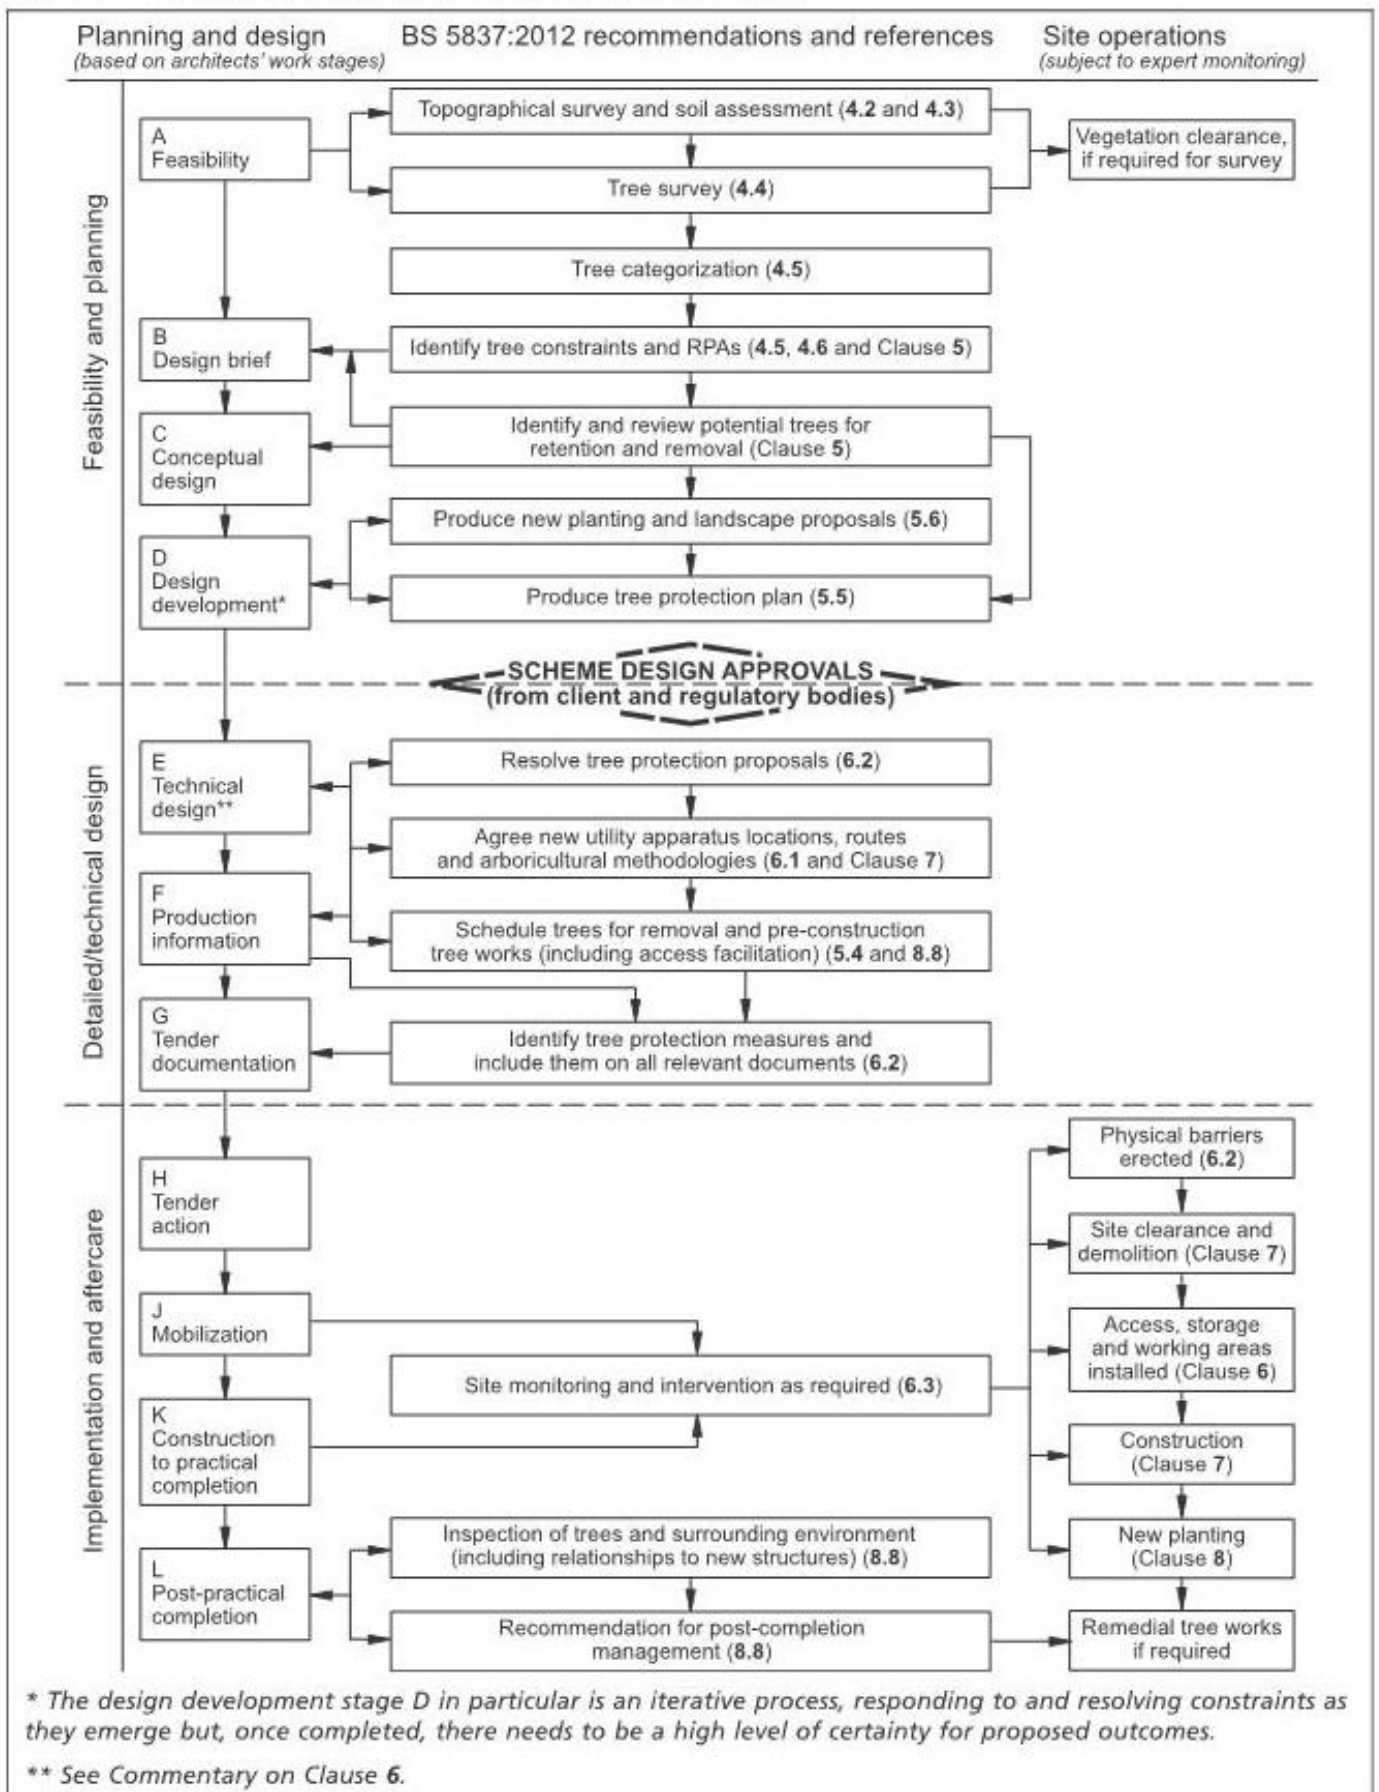 Planning and design
(based on architects' work stages)
BS 5837:2012 recommendations and references
Site operations
(subject to expert monitoring)
Feasibility and planning
A
Feasibility
Topographical survey and soil assessment (4.2 and 4.3)
Vegetation clearance,
if required for survey
Tree survey (4.4)
Tree categorization (4.5)
B
Design brief
Identify tree constraints and RPAs (4.5, 4.6 and Clause 5)
C
Conceptual
design
Identify and review potential trees for
retention and removal (Clause 5)
Produce new planting and landscape proposals (5.6)
D
Design
development*
Produce tree protection plan (5.5)
SCHEME DESIGN APPROVALS
(from client and regulatory bodies)
Detailed/technical design
E
Technical
design**
Resolve tree protection proposals (6.2)
Agree new utility apparatus locations, routes
and arboricultural methodologies (6.1 and Clause 7)
F
Production
information
Schedule trees for removal and pre-construction
tree works (including access facilitation) (5.4 and 8.8)
G
Tender
documentation
Identify tree protection measures and
include them on all relevant documents (6.2)
Implementation and aftercare
H
Tender
action
Physical barriers
erected (6.2)
Site clearance and
demolition (Clause 7)
J
Mobilization
Access, storage
and working areas
installed (Clause 6)
Site monitoring and intervention as required (6.3)
K
Construction
to practical
completion
Construction
(Clause 7)
Inspection of trees and surrounding environment
(including relationships to new structures) (8.8)
New planting
(Clause 8)
L
Post-practical
completion
Recommendation for post-completion
management (8.8)
Remedial tree works
if required
* The design development stage D in particular is an iterative process, responding to and resolving constraints as
they emerge but, once completed, there needs to be a high level of certainty for proposed outcomes.
** See Commentary on Clause 6.